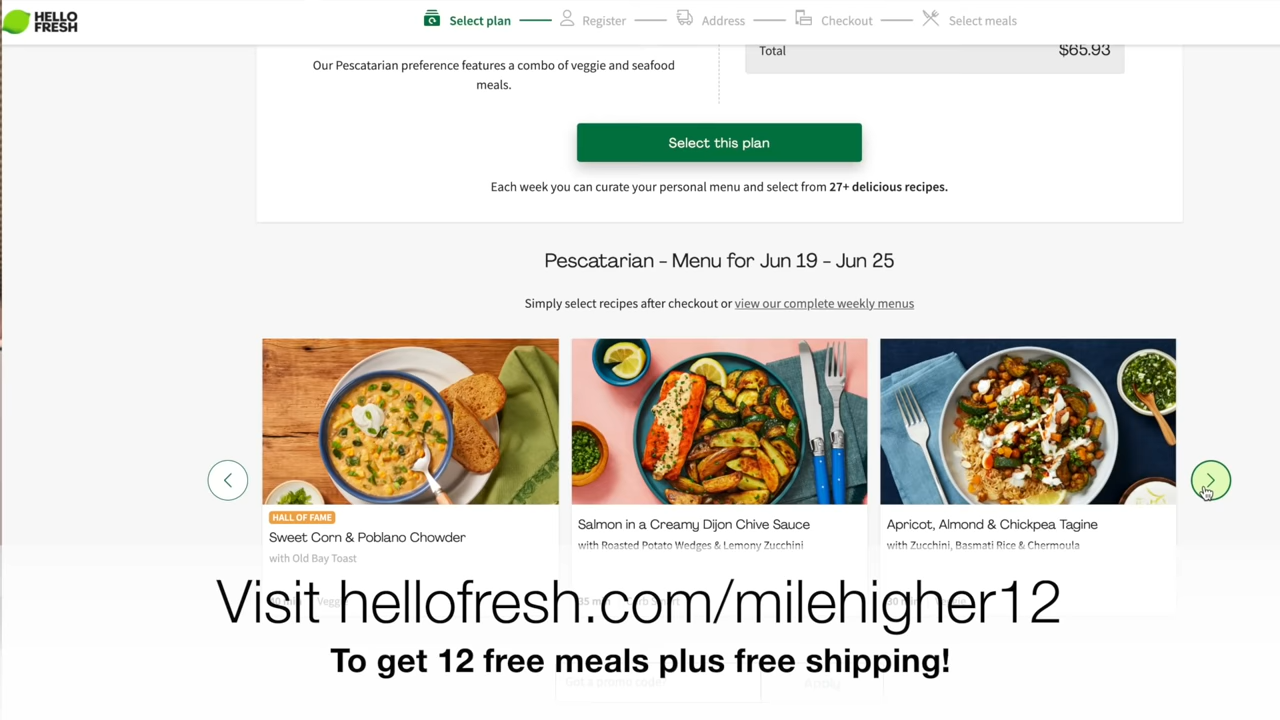 HELLO
FRESH
Select plan
Register
Address
Checkout
Select meals
Our Pescatarian preference features a combo of veggie and seafood
meals.
Total
$65.93
Select this plan
Each week you can curate your personal menu and select from 27+ delicious recipes.
Pescatarian - Menu for Jun 19 - Jun 25
Simply select recipes after checkout or view our complete weekly menus
HALL OF FAME
Sweet Corn & Poblano Chowder
with Old Bay Toast
Salmon in a Creamy Dijon Chive Sauce
with Roasted Potato Wedges & Lemony Zucchini
Apricot, Almond & Chickpea Tagine
with Zucchini, Basmati Rice & Chermoula
Visit hellofresh.com/milehigher12
To get 12 free meals plus free shipping!
Got a promo code?
Apply